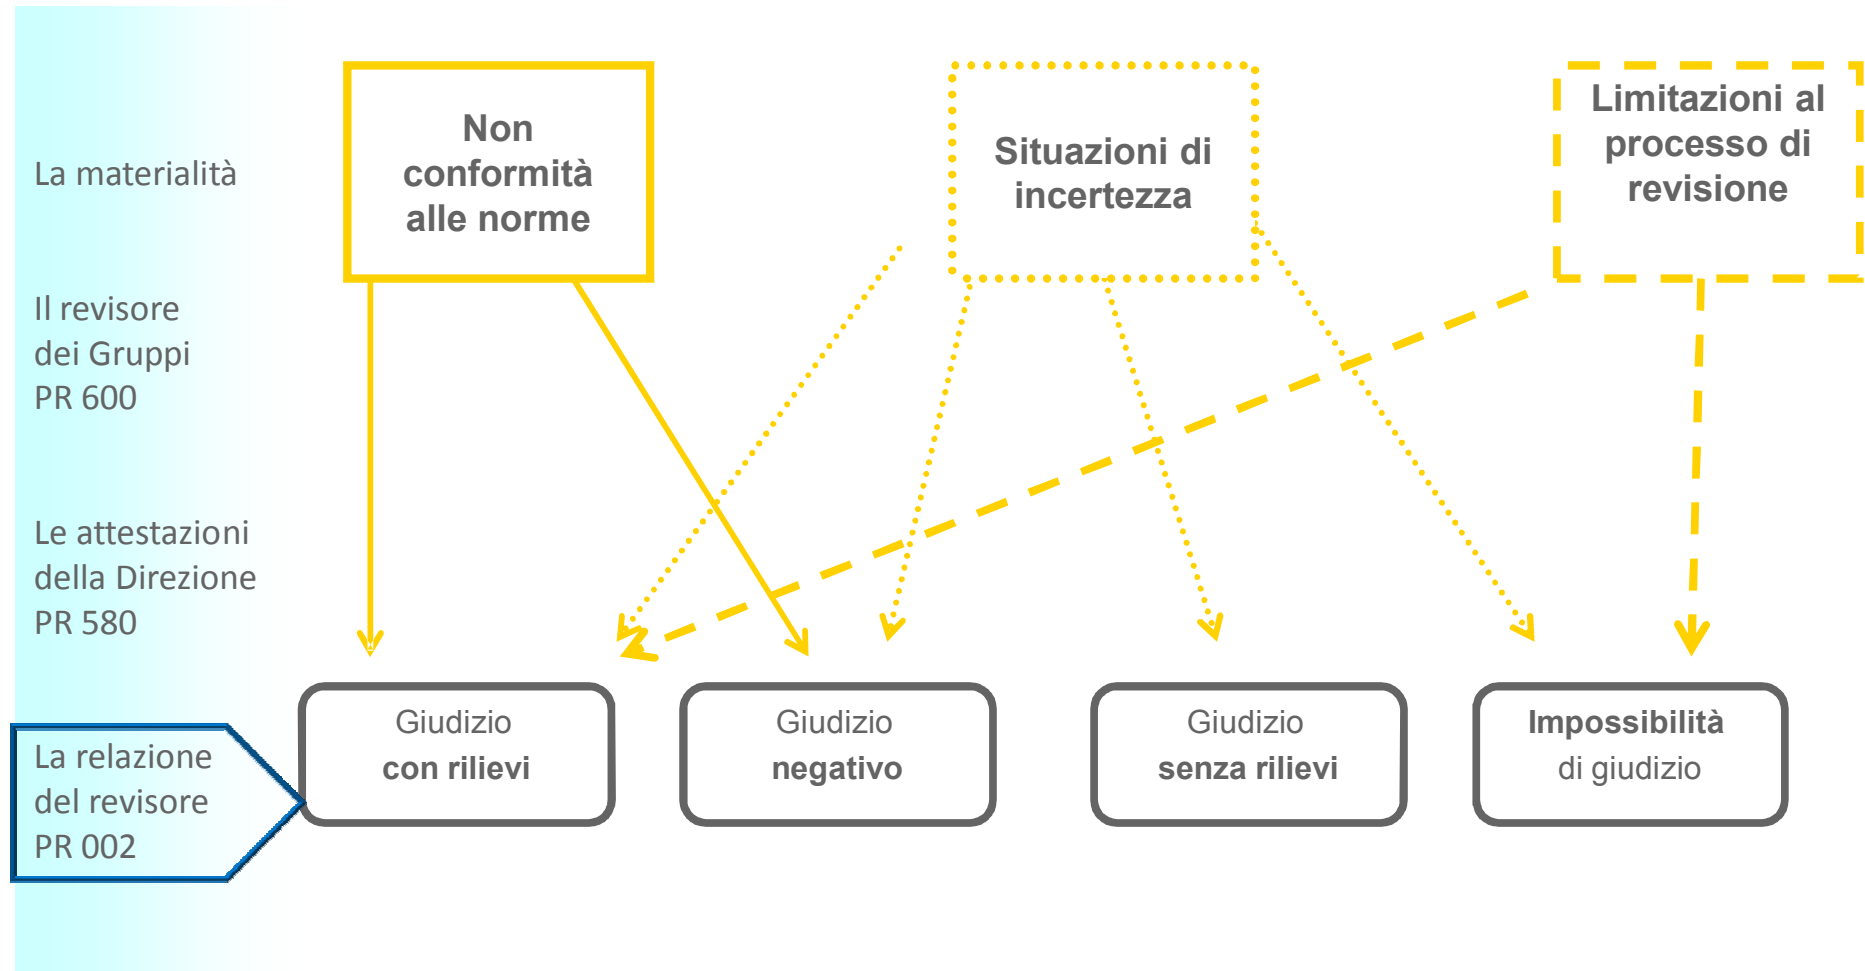 La materialità
Il revisore
dei Gruppi
PR 600
Le attestazioni
della Direzione
PR 580
La relazione
del revisore
PR 002
Non
conformità
alle norme
Situazioni di
incertezza
Limitazioni al
processo di
revisione
Giudizio
con rilievi
Giudizio
negativo
Giudizio
senza rilievi
Impossibilità
di giudizio